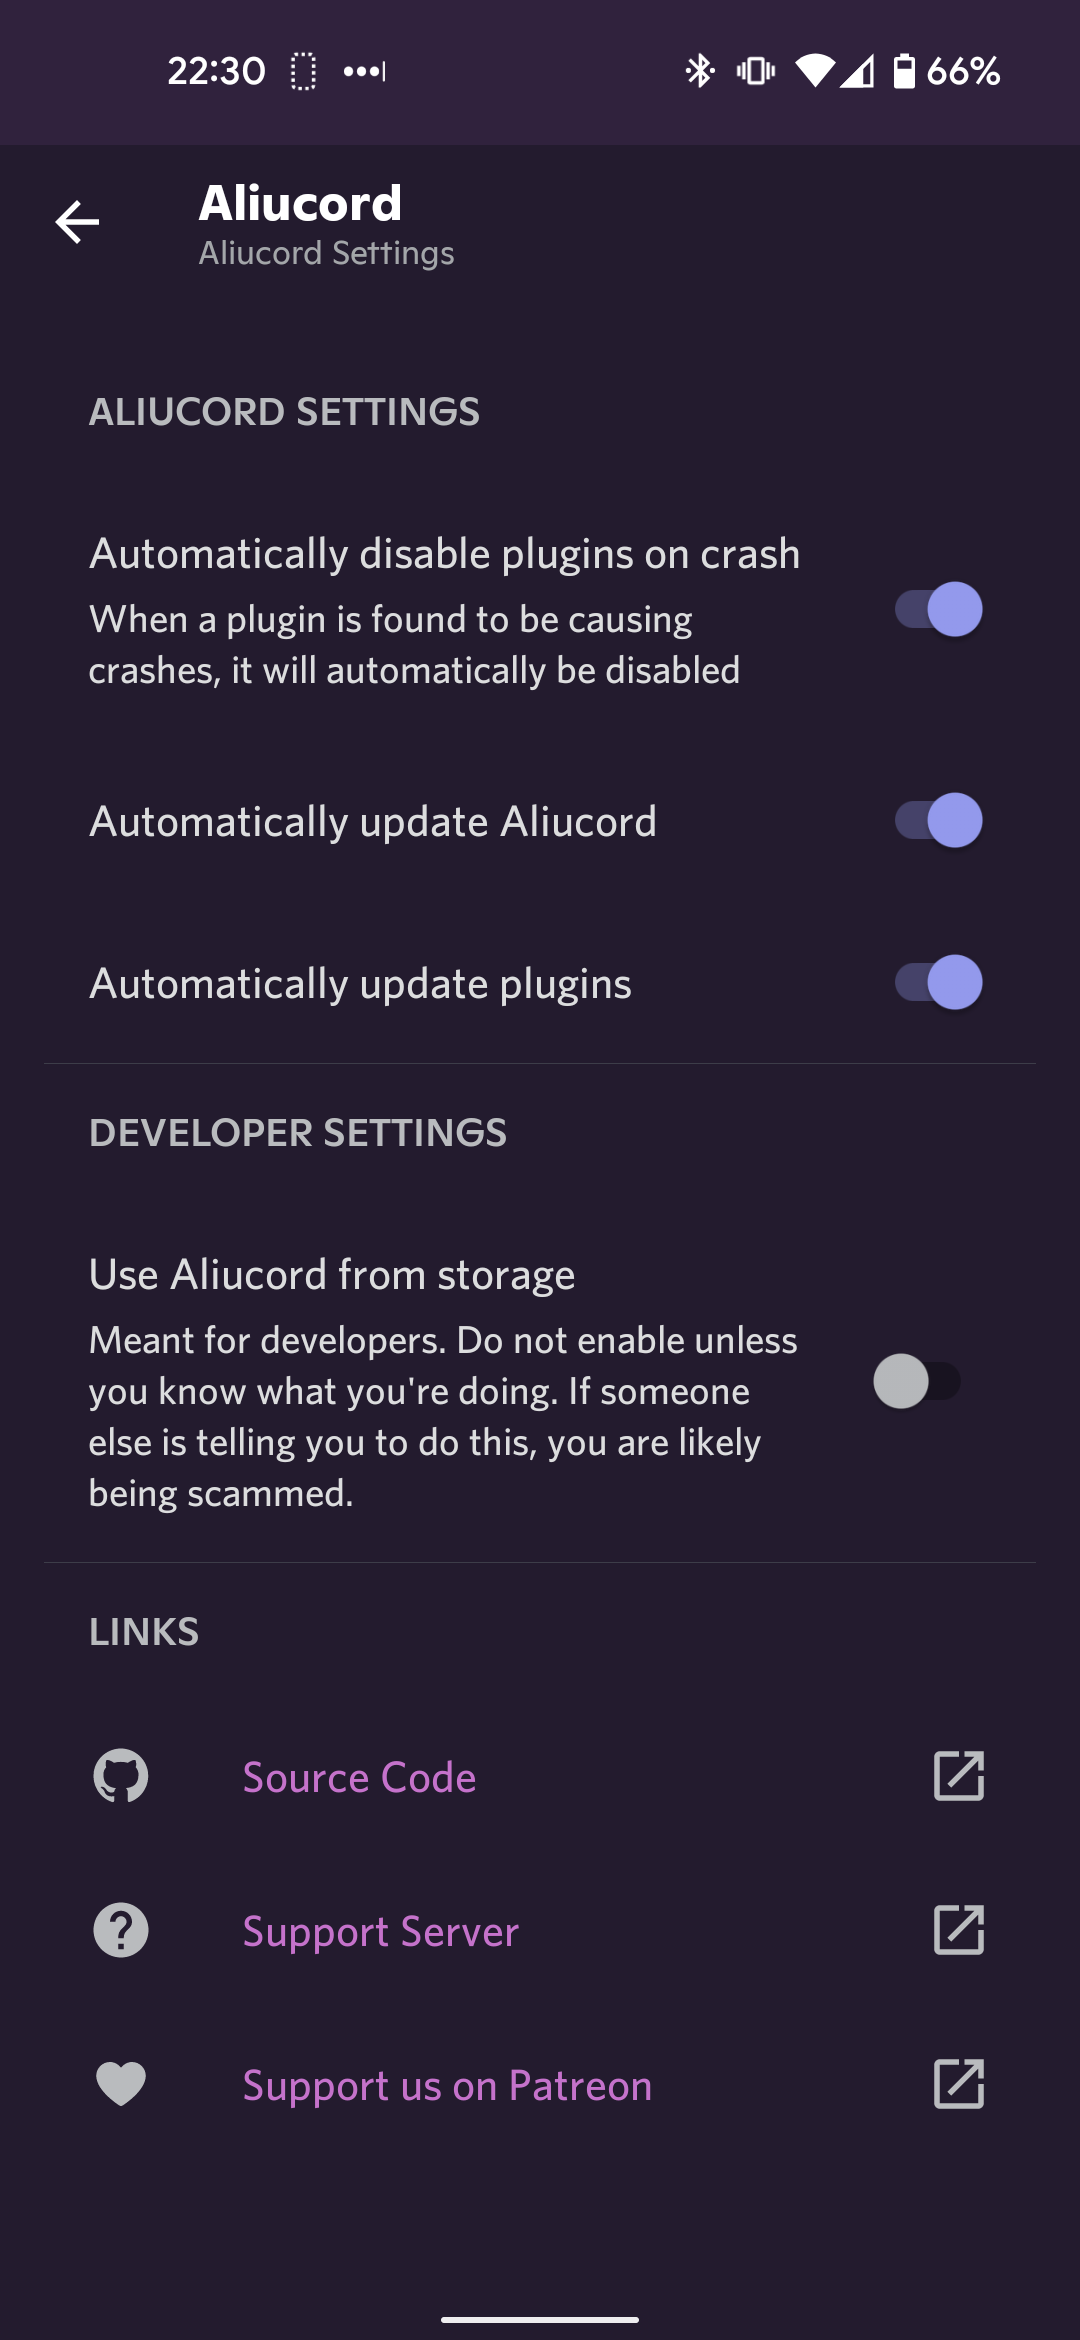 22:30
66%
Aliucord
Aliucord Settings
ALIUCORD SETTINGS
Automatically disable plugins on crash
When a plugin is found to be causing
crashes, it will automatically be disabled
Automatically update Aliucord
Automatically update plugins
DEVELOPER SETTINGS
Use Aliucord from storage
Meant for developers. Do not enable unless
you know what you're doing. If someone
else is telling you to do this, you are likely
being scammed.
LINKS
Source Code
Support Server
Support us on Patreon